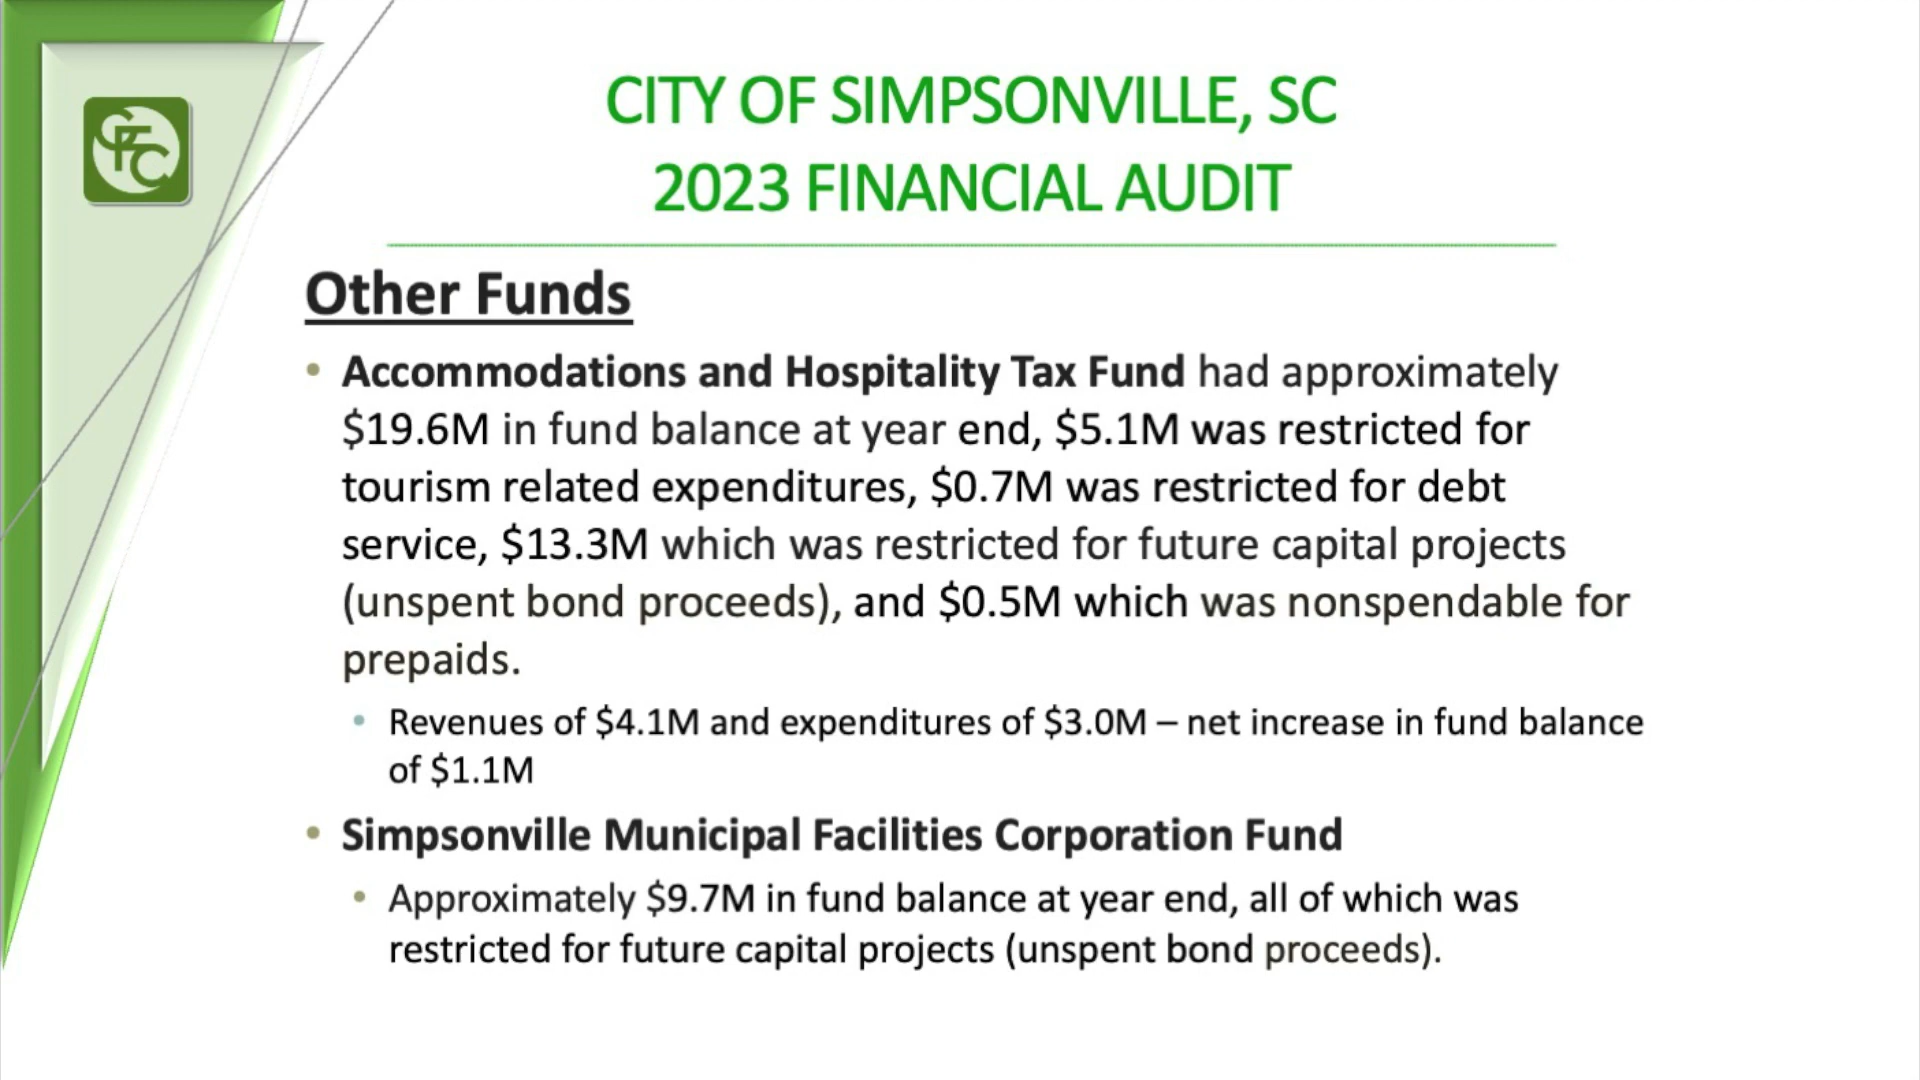 CFC
CITY OF SIMPSONVILLE, SC
2023 FINANCIAL AUDIT
Other Funds
• Accommodations and Hospitality Tax Fund had approximately
$19.6M in fund balance at year end, $5.1M was restricted for
tourism related expenditures, $0.7M was restricted for debt
service, $13.3M which was restricted for future capital projects
(unspent bond proceeds), and $0.5M which was nonspendable for
prepaids.
• Revenues of $4.1M and expenditures of $3.0M – net increase in fund balance
of $1.1M
• Simpsonville Municipal Facilities Corporation Fund
• Approximately $9.7M in fund balance at year end, all of which was
restricted for future capital projects (unspent bond proceeds).